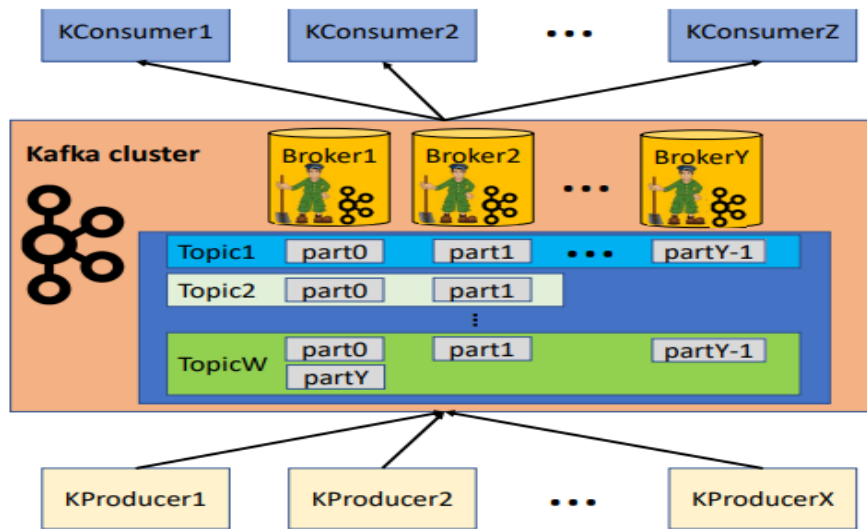 KConsumer1 KConsumer2 ••• KConsumerZ
Kafka cluster Broker1 Broker2 ••• BrokerY
Topic1 part0 part1 ••• partY-1
Topic2 part0 part1
⋮
TopicW part0 part1 partY-1
partY
KProducer1 KProducer2 ••• KProducerX